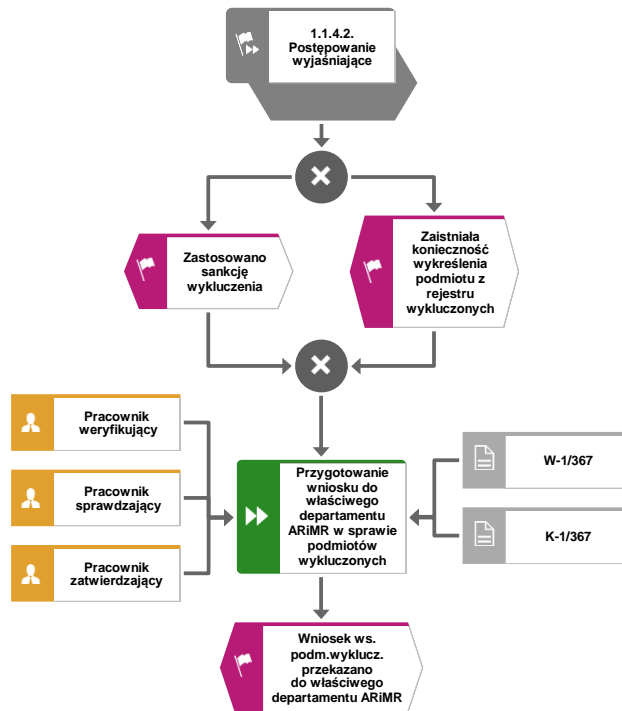 1.1.4.2.
Postępowanie
wyjaśniające
Zastosowano
sankcję
wykluczenia
Zaistniała
konieczność
wykreślenia
podmiotu z
rejestru
wykluczonych
Pracownik
weryfikujący
Pracownik
sprawdzający
Pracownik
zatwierdzający
Przygotowanie
wniosku do
właściwego
departamentu
ARiMR w sprawie
podmiotów
wykluczonych
W-1/367
K-1/367
Wniosek ws.
podm.wyklucz.
przekazano
do właściwego
departamentu ARiMR